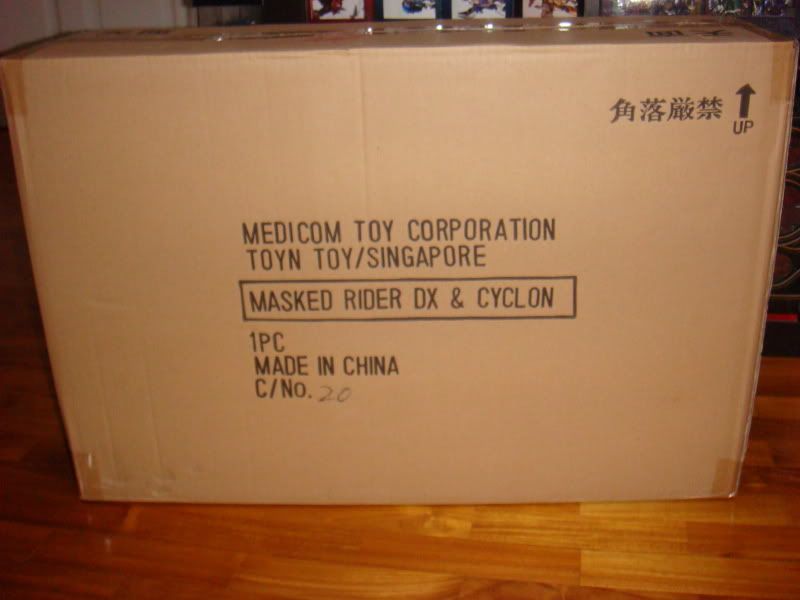 角落厳禁
UP
MEDICOM TOY CORPORATION
TOYN TOY/SINGAPORE
MASKED RIDER DX & CYCLON
1PC
MADE IN CHINA
C/No. 20